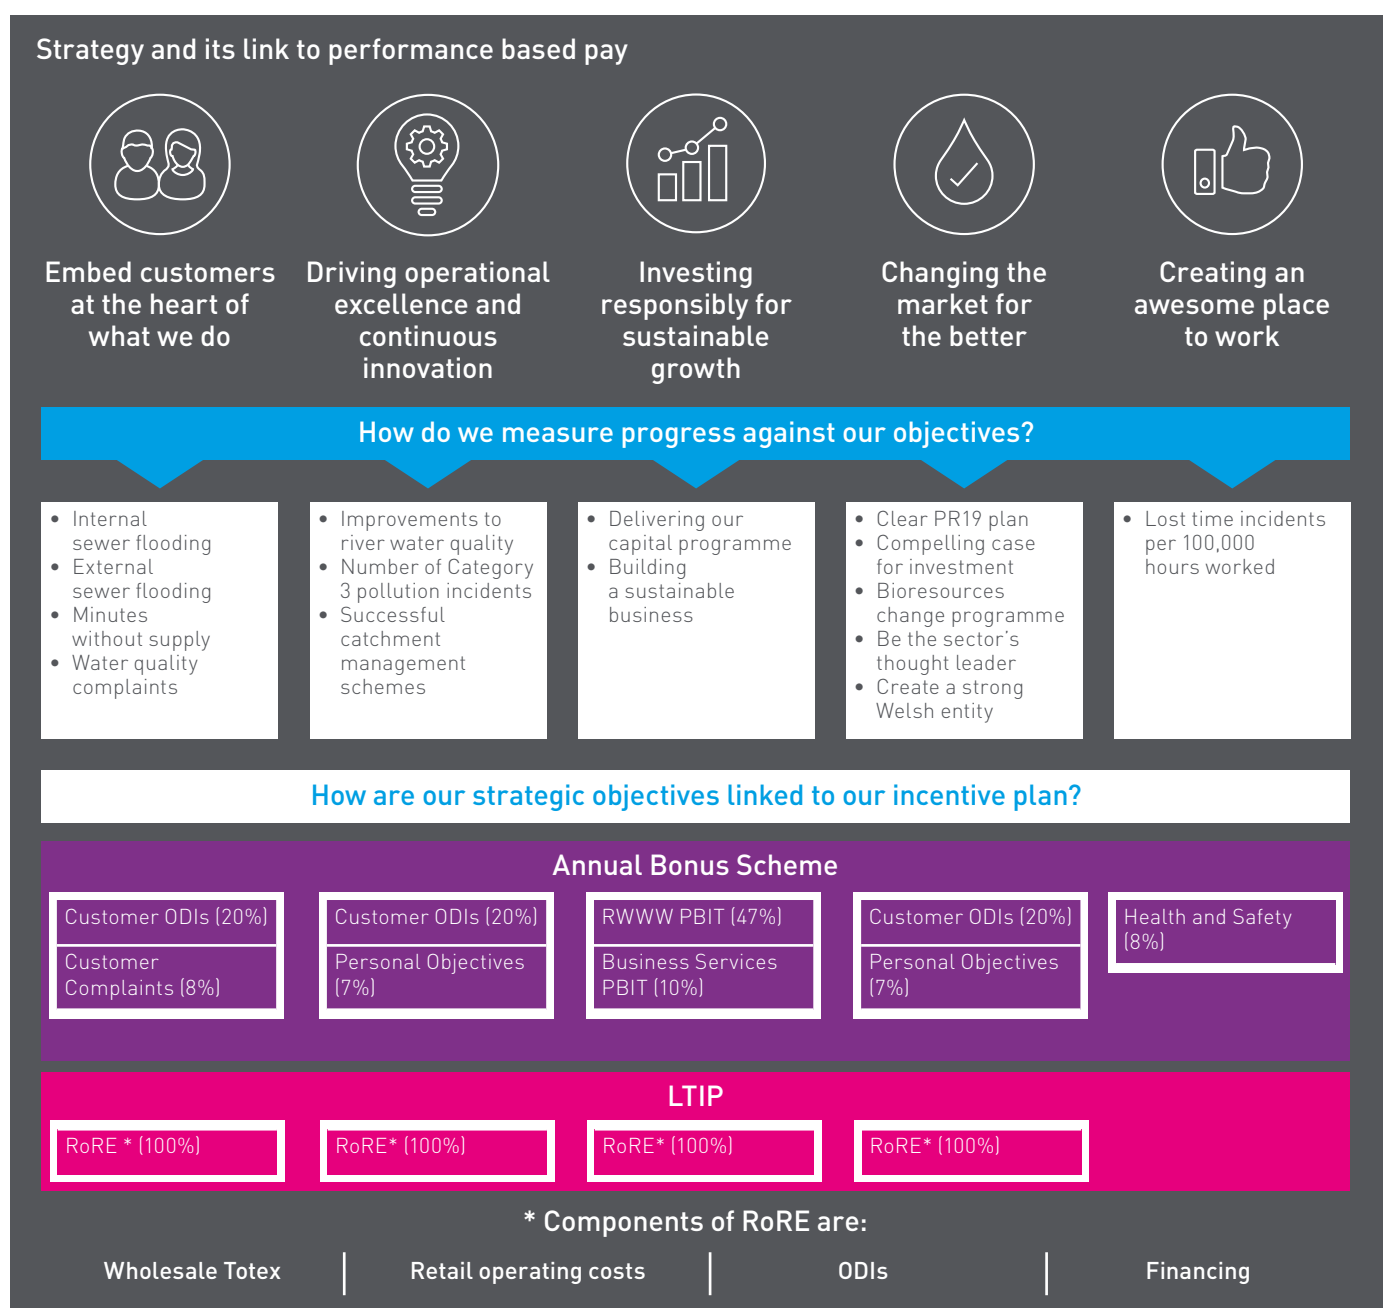 Strategy and its link to performance based pay
Embed customers
at the heart of
what we do
Driving operational
excellence and
continuous
innovation
Investing
responsibly for
sustainable
growth
Changing the
market for
the better
Creating an
awesome place
to work
How do we measure progress against our objectives?
• Internal
sewer flooding
• External
sewer flooding
• Minutes
without supply
• Water quality
complaints
• Improvements to
river water quality
• Number of Category
3 pollution incidents
• Successful
catchment
management
schemes
• Delivering our
capital programme
• Building
a sustainable
business
• Clear PR19 plan
• Compelling case
for investment
• Bioresources
change programme
• Be the sector's
thought leader
• Create a strong
Welsh entity
• Lost time incidents
per 100,000
hours worked
How are our strategic objectives linked to our incentive plan?
Annual Bonus Scheme
Customer ODIs (20%)
Customer
Complaints (8%)
Customer ODIs (20%)
Personal Objectives
(7%)
RWWW PBIT (47%)
Business Services
PBIT (10%)
Customer ODIs (20%)
Personal Objectives
(7%)
Health and Safety
(8%)
LTIP
RoRE * (100%)
RoRE* (100%)
RoRE* (100%)
RoRE* (100%)
* Components of RoRE are:
Wholesale Totex
Retail operating costs
ODIs
Financing